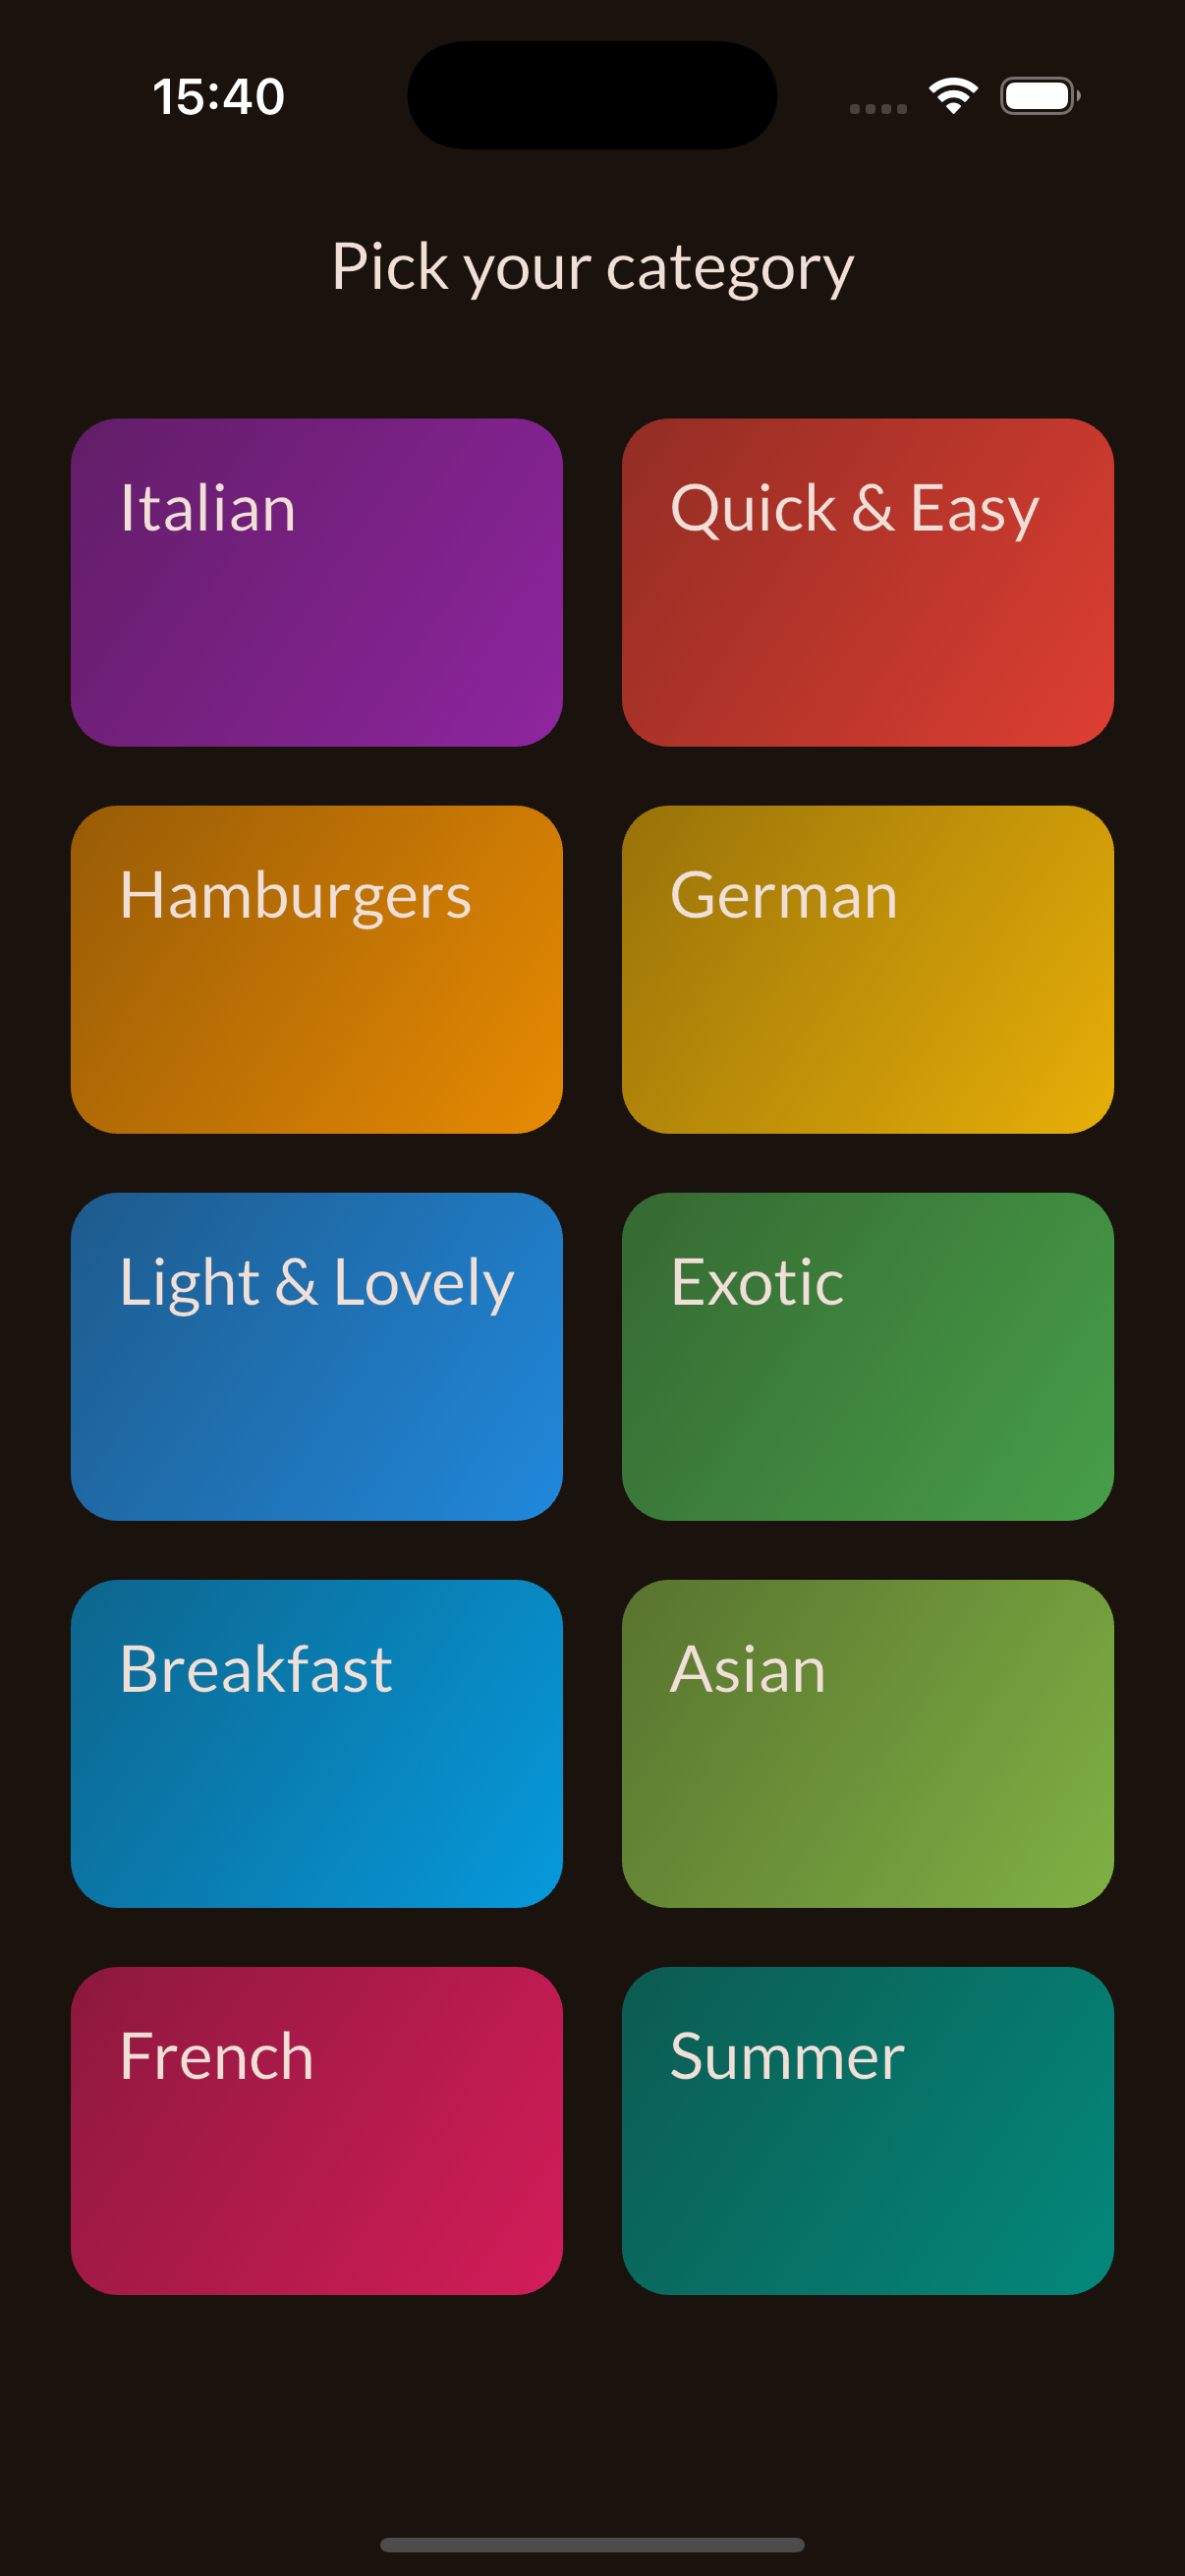 15:40
Pick your category
Italian
Quick & Easy
Hamburgers
German
Light & Lovely
Exotic
Breakfast
Asian
French
Summer